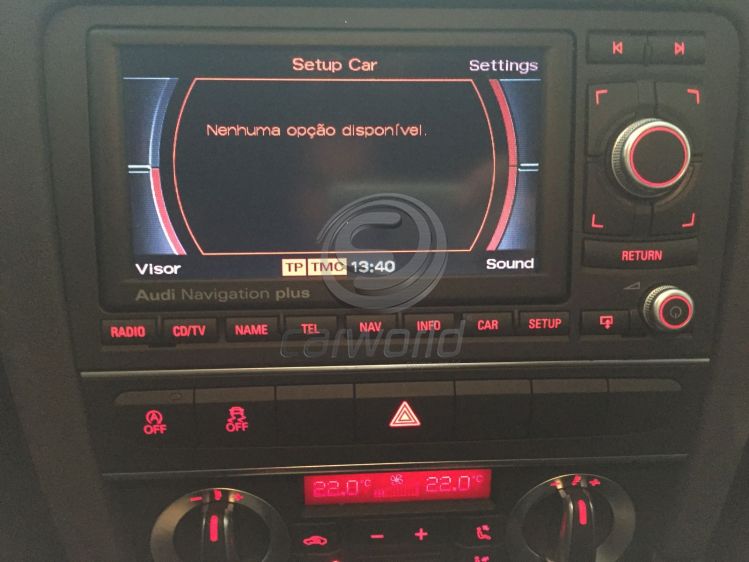 Setup Car
Settings
Nenhuma opção disponível.
Visor
TP TMC 13:40
Sound
Audi Navigation plus
RETURN
RADIO CD/TV NAME TEL NAV INFO CAR SETUP
carworld
OFF OFF
22.0°C 22.0°C